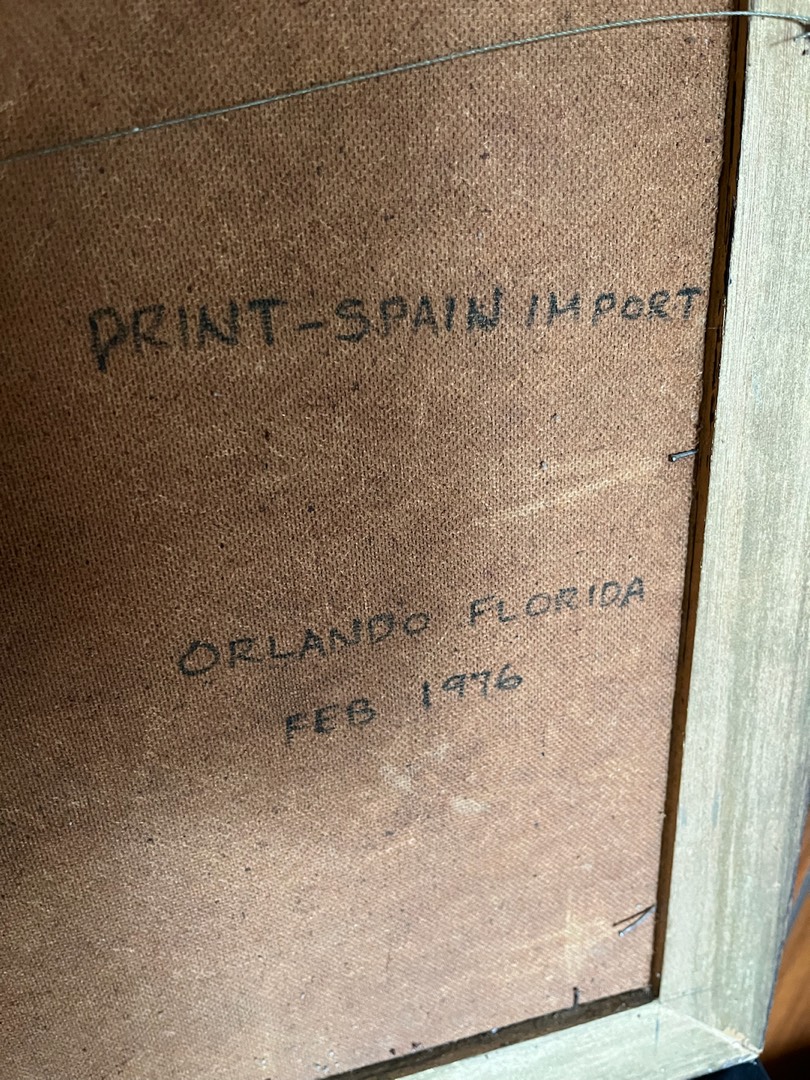 PRINT-SPAIN IMPORT
ORLANDO FLORIDA
FEB 1976